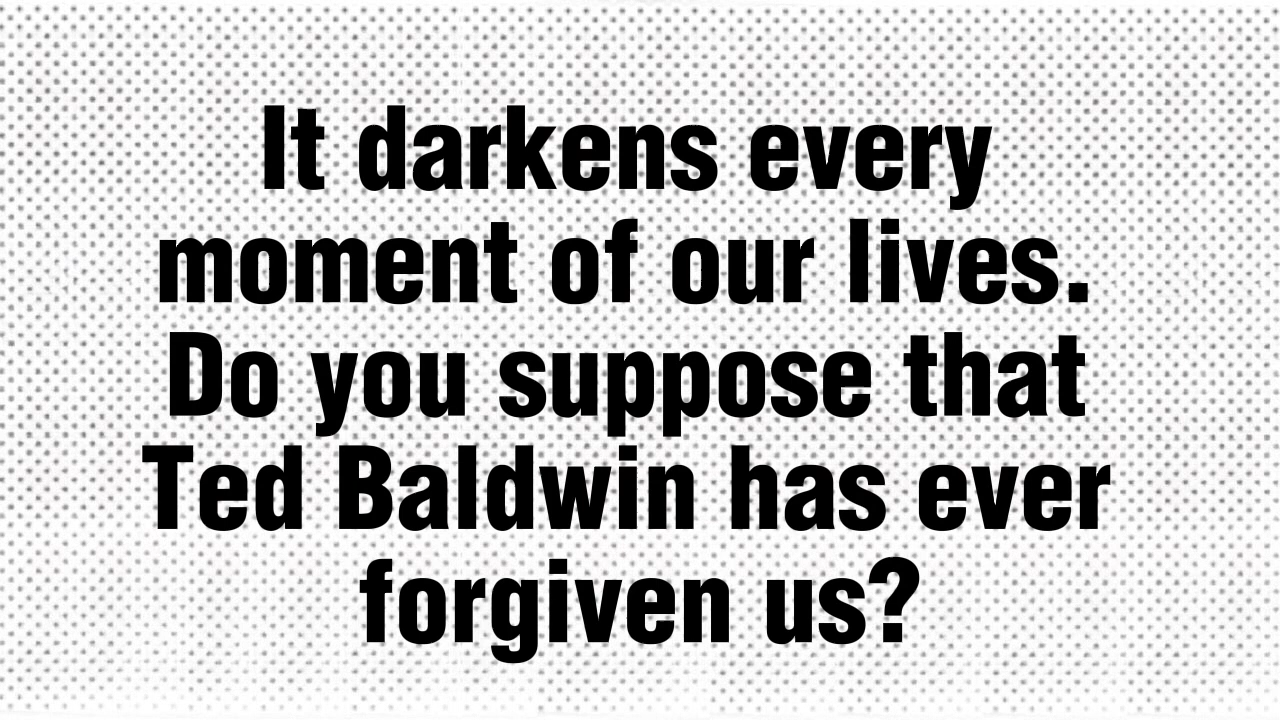 It darkens every
moment of our lives.
Do you suppose that
Ted Baldwin has ever
forgiven us?